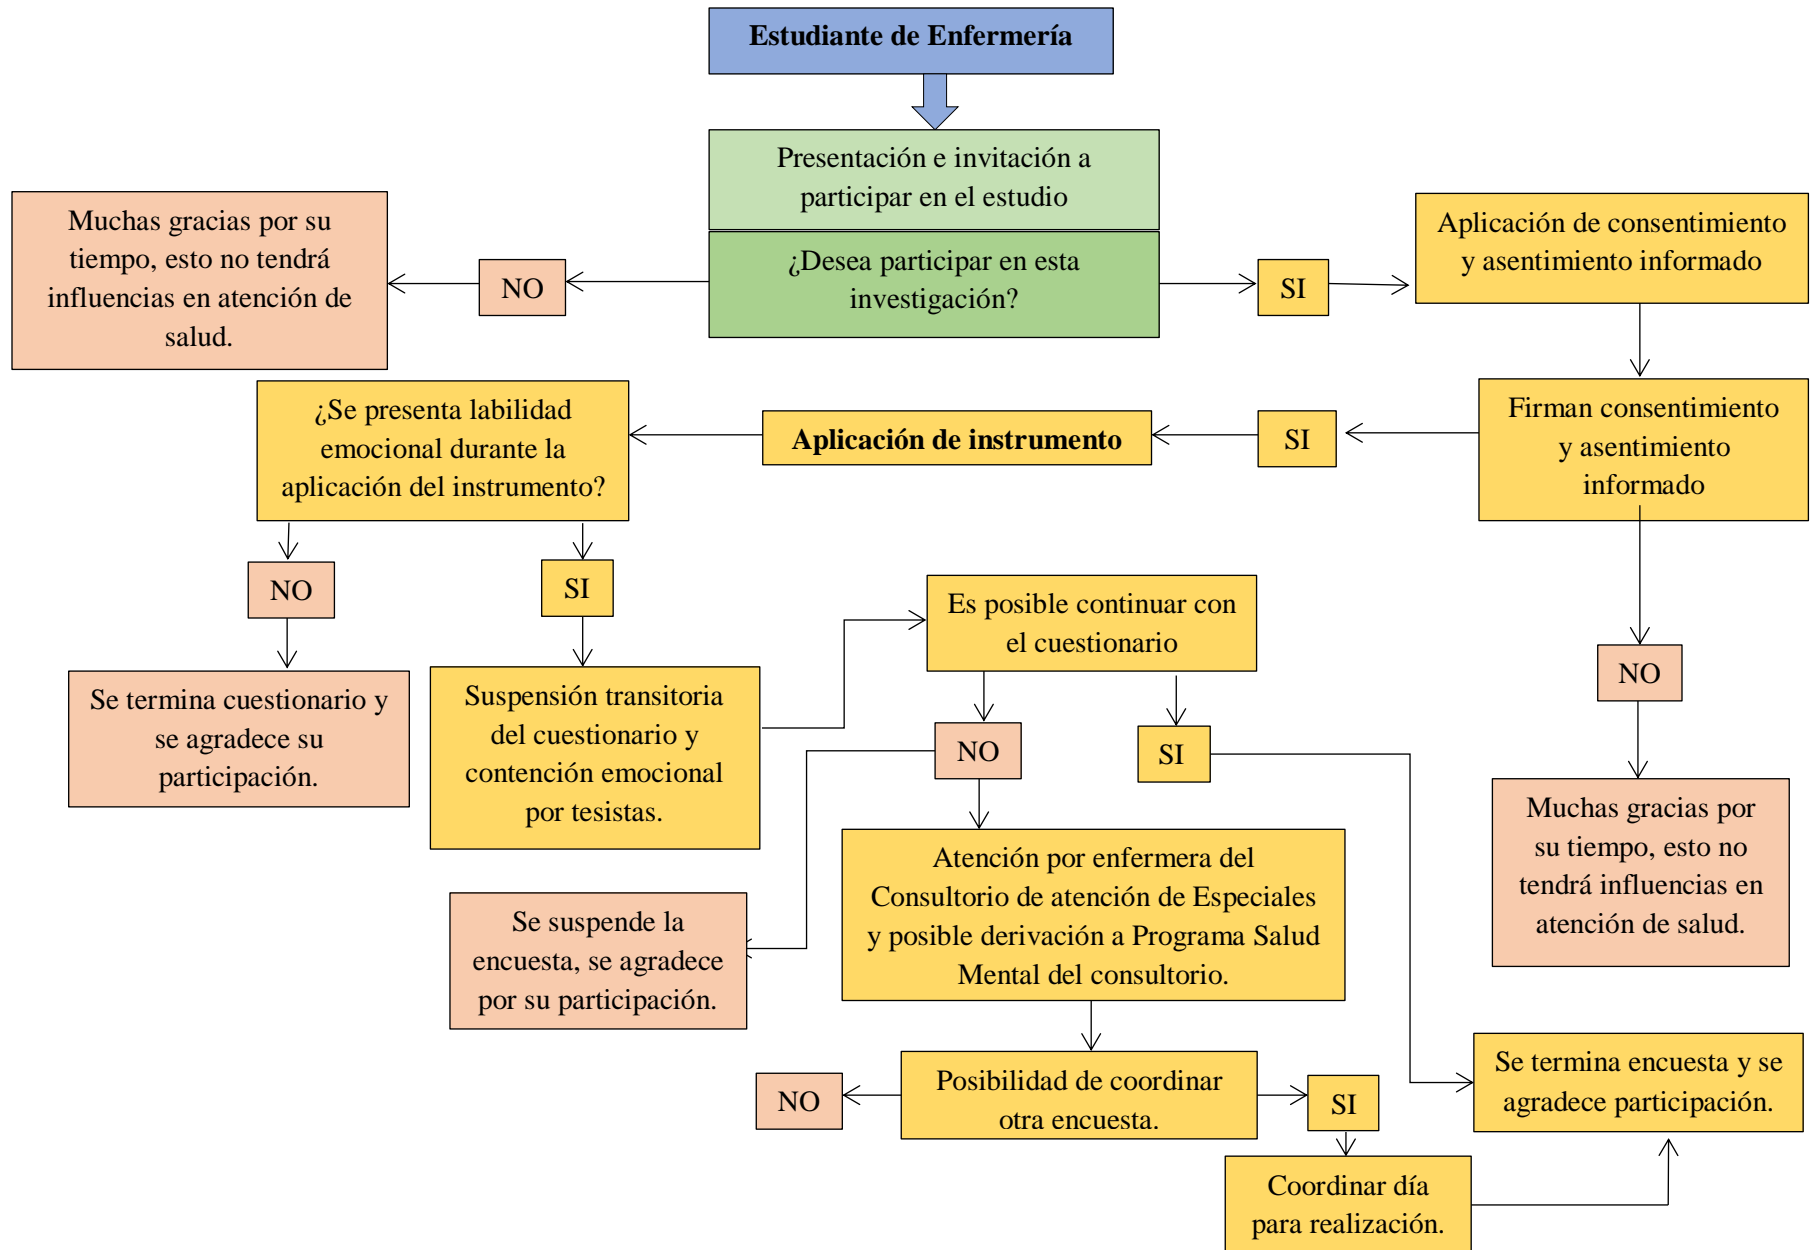 Estudiante de Enfermería
Presentación e invitación a
participar en el estudio
¿Desea participar en esta
investigación?
NO
Muchas gracias por su
tiempo, esto no tendrá
influencias en atención de
salud.
SI
Aplicación de consentimiento
y asentimiento informado
Firman consentimiento
y asentimiento
informado
SI
Aplicación de instrumento
¿Se presenta labilidad
emocional durante la
aplicación del instrumento?
NO
Se termina cuestionario y
se agradece su
participación.
SI
Suspensión transitoria
del cuestionario y
contención emocional
por tesistas.
Es posible continuar con
el cuestionario
NO
SI
Se suspende la
encuesta, se agradece
por su participación.
Atención por enfermera del
Consultorio de atención de Especiales
y posible derivación a Programa Salud
Mental del consultorio.
NO
Muchas gracias por
su tiempo, esto no
tendrá influencias en
atención de salud.
Posibilidad de coordinar
otra encuesta.
NO
SI
Coordinar día
para realización.
Se termina encuesta y se
agradece participación.